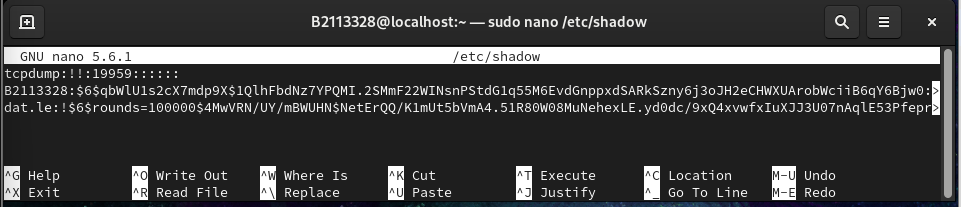 B2113328@localhost:~ — sudo nano /etc/shadow
GNU nano 5.6.1 /etc/shadow
tcpdump:!!:19959::::::
B2113328:$6$qbWlU1s2cX7mdp9X$1QlhFbdNz7YPQMI.2SMmF22WINsnPStdG1q55M6EvdGnppxdSARkSzny6j3oJH2eCHWXUArobWciiB6qY6Bjw0:>
dat.le:!$6$rounds=100000$4MwVRN/UY/mBWUHN$NetErQQ/K1mUt5bVmA4.51R80W08MuNehexLE.yd0dc/9xQ4xvwfxIuXJJ3U07nAqlE53Pfepr>
^G Help ^O Write Out ^W Where Is ^K Cut ^T Execute ^C Location M-U Undo
^X Exit ^R Read File ^\ Replace ^U Paste ^J Justify ^_ Go To Line M-E Redo